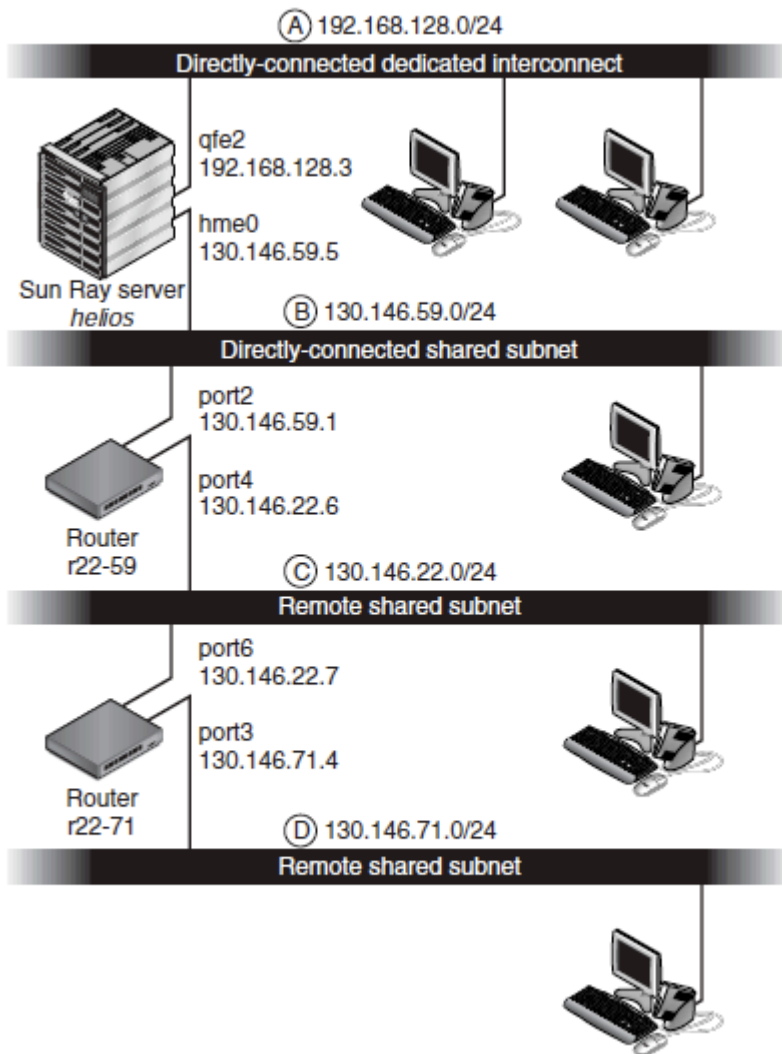 A 192.168.128.0/24
Directly-connected dedicated interconnect
qfe2
192.168.128.3
hme0
130.146.59.5
Sun Ray server
helios
B 130.146.59.0/24
Directly-connected shared subnet
port2
130.146.59.1
port4
130.146.22.6
Router
r22-59
C 130.146.22.0/24
Remote shared subnet
port6
130.146.22.7
port3
130.146.71.4
Router
r22-71
D 130.146.71.0/24
Remote shared subnet